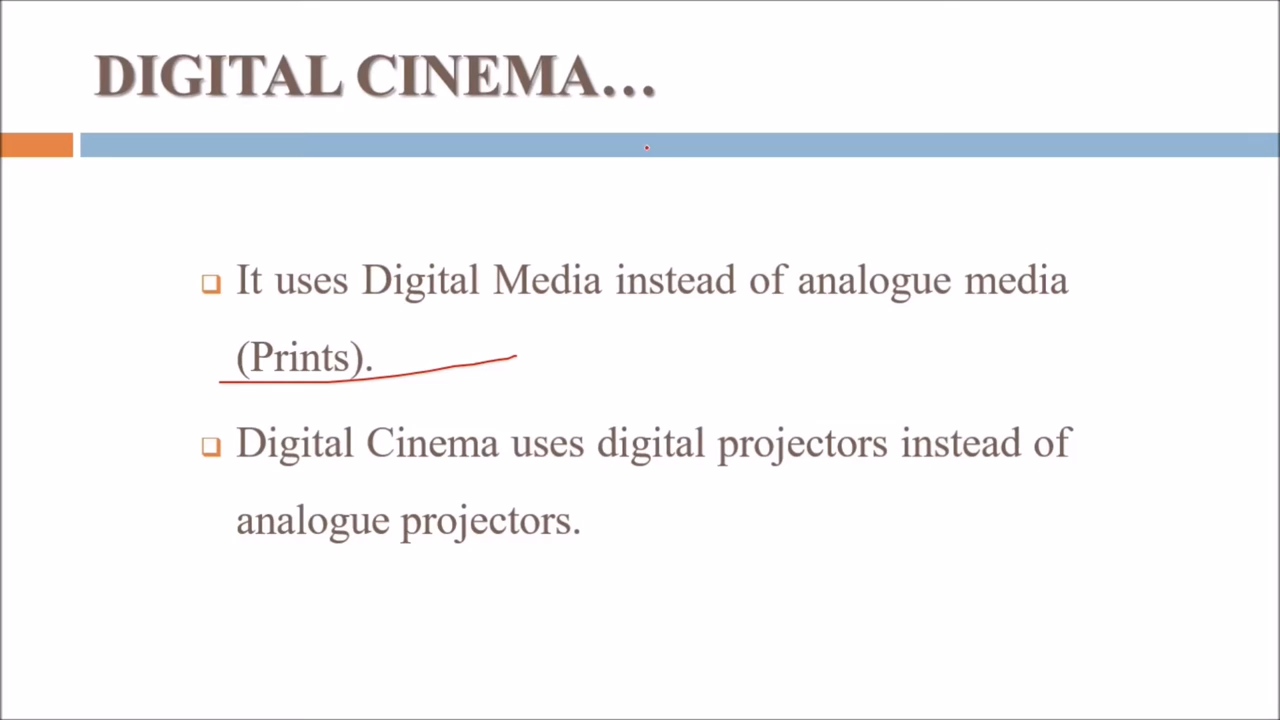 DIGITAL CINEMA…
It uses Digital Media instead of analogue media
(Prints).
Digital Cinema uses digital projectors instead of
analogue projectors.